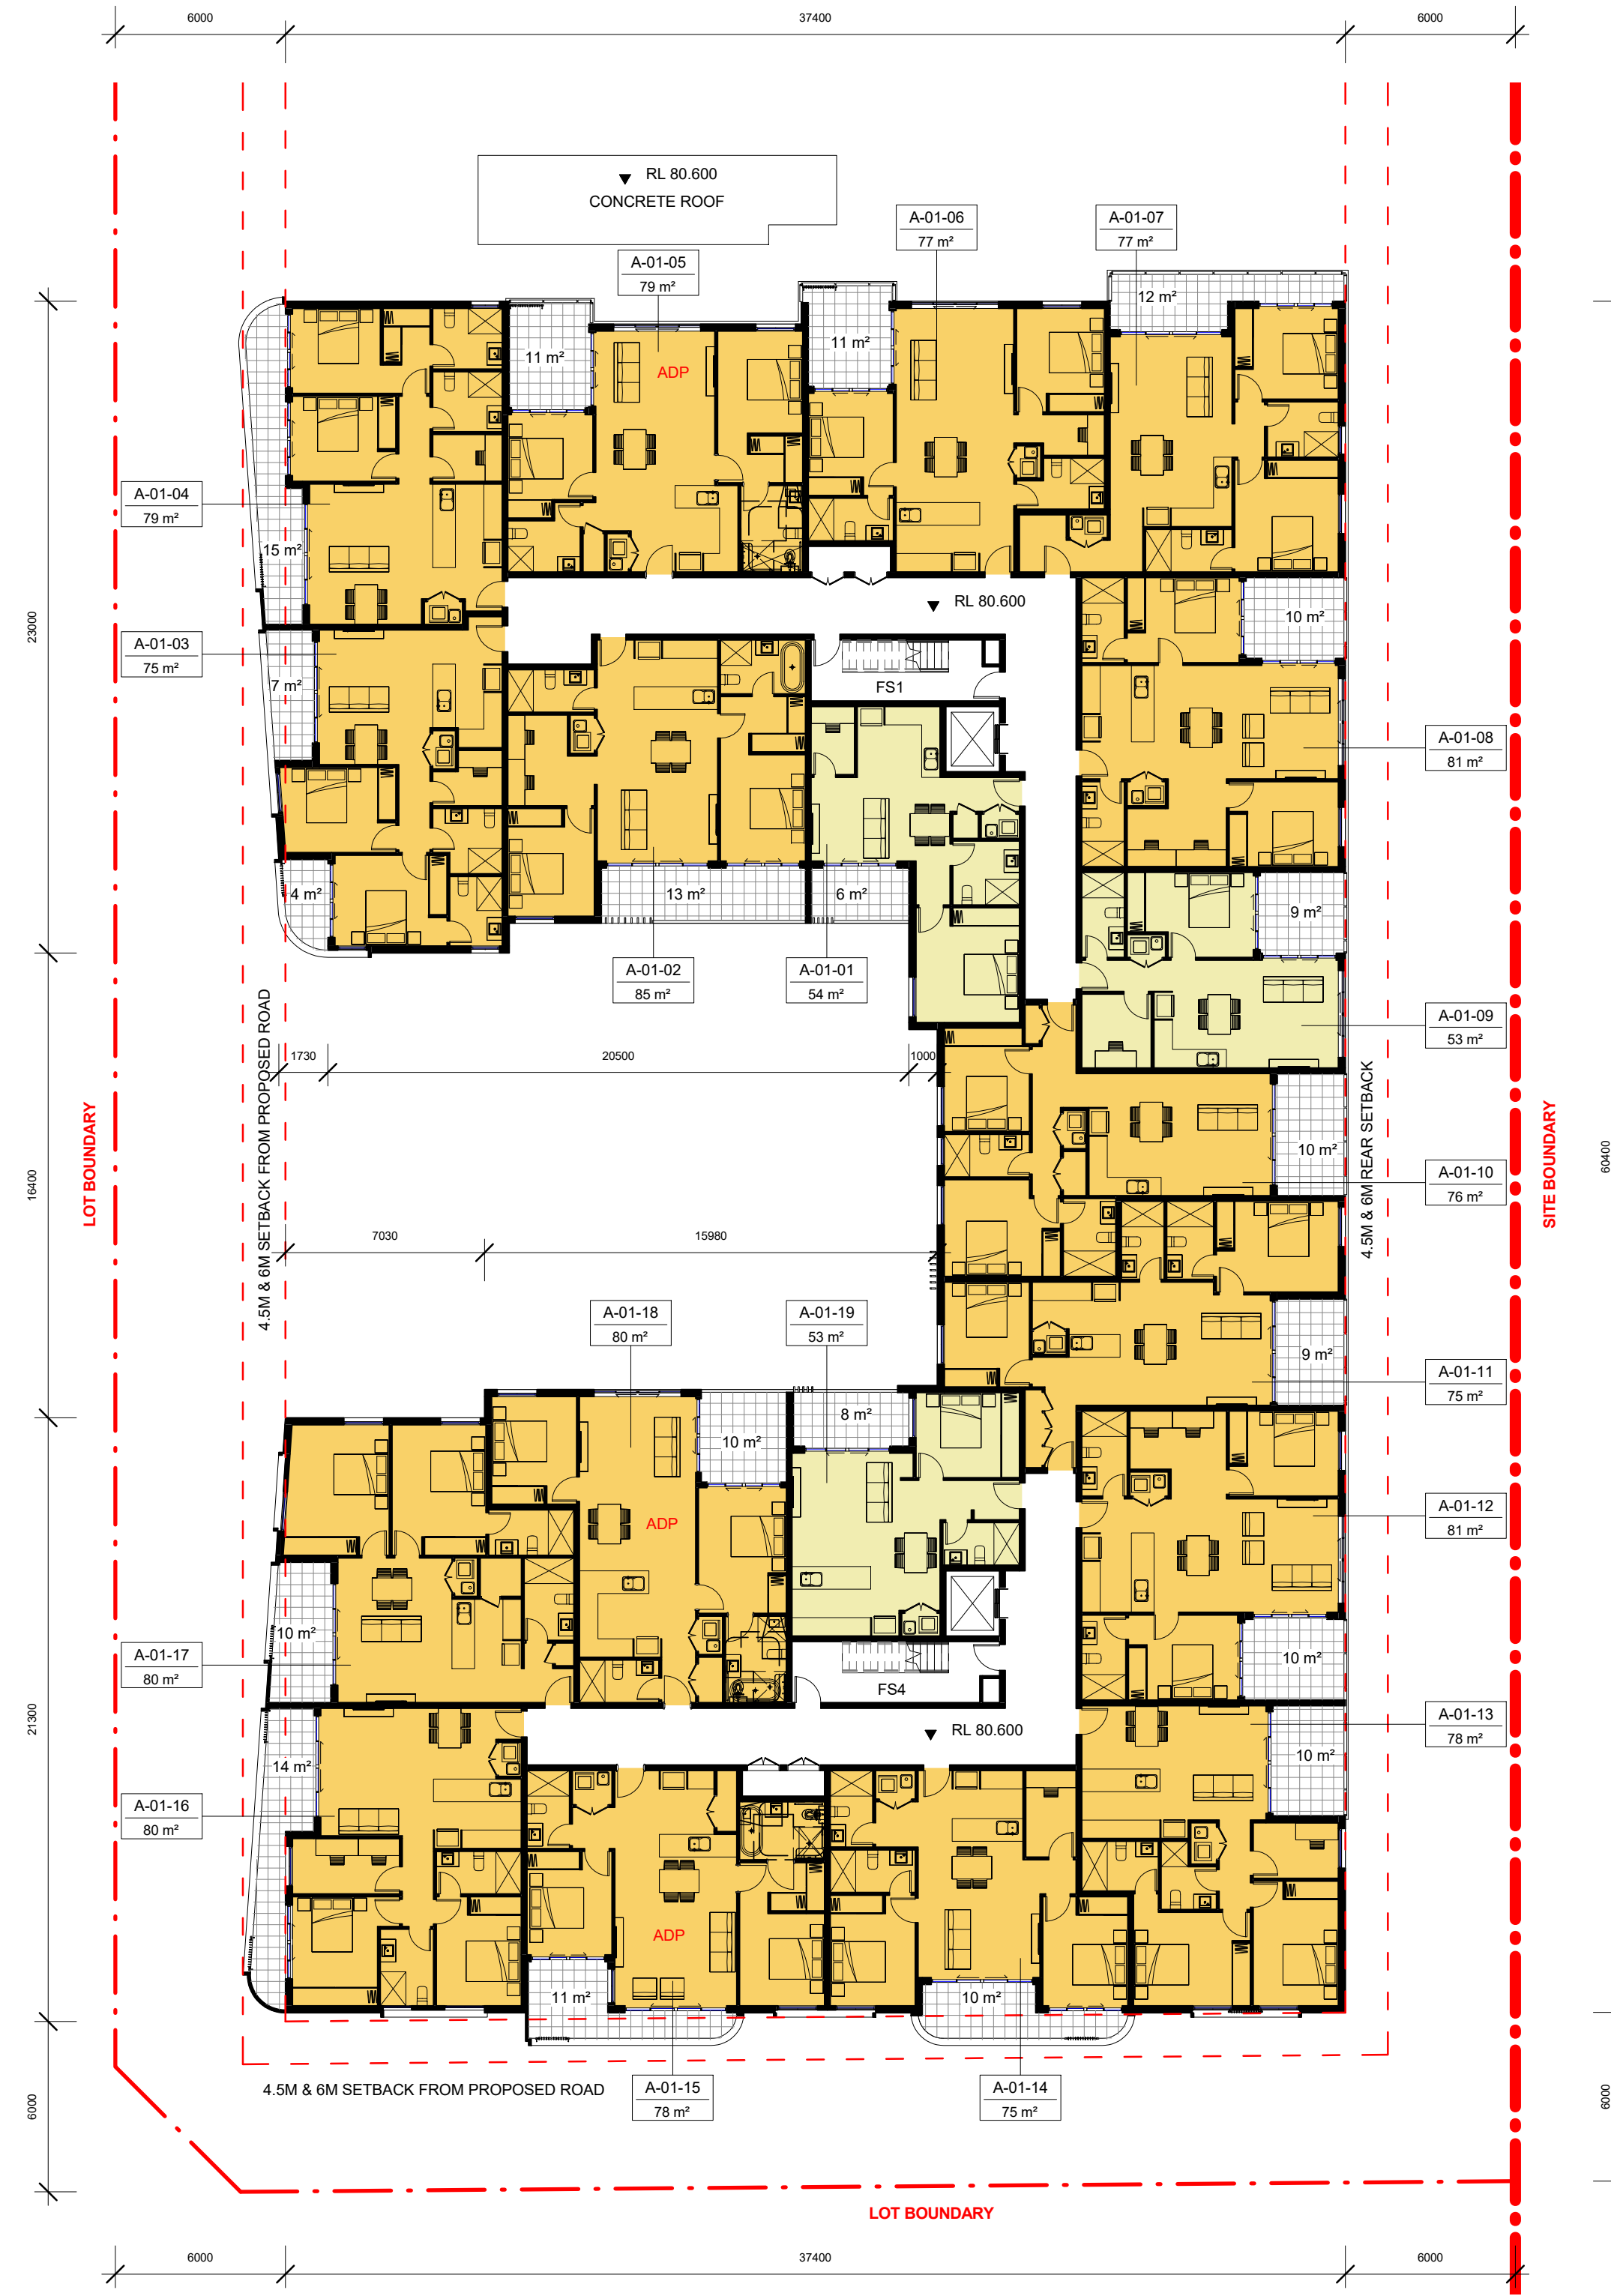 6000
37400
6000
RL 80.600
CONCRETE ROOF
A-01-06
77 m²
A-01-07
77 m²
A-01-05
79 m²
12 m²
11 m²
11 m²
ADP
A-01-04
79 m²
15 m²
RL 80.600
10 m²
23000
A-01-03
75 m²
7 m²
FS1
A-01-08
81 m²
4 m²
13 m²
6 m²
9 m²
A-01-02
85 m²
A-01-01
54 m²
A-01-09
53 m²
1730
20500
1000
LOT BOUNDARY
4.5M & 6M SETBACK FROM PROPOSED ROAD
4.5M & 6M REAR SETBACK
SITE BOUNDARY
16400
60400
10 m²
A-01-10
76 m²
7030
15980
A-01-18
80 m²
A-01-19
53 m²
9 m²
A-01-11
75 m²
8 m²
10 m²
ADP
A-01-12
81 m²
10 m²
A-01-17
80 m²
10 m²
FS4
21300
RL 80.600
A-01-13
78 m²
14 m²
10 m²
A-01-16
80 m²
ADP
11 m²
10 m²
4.5M & 6M SETBACK FROM PROPOSED ROAD
A-01-15
78 m²
A-01-14
75 m²
6000
6000
LOT BOUNDARY
6000
37400
6000